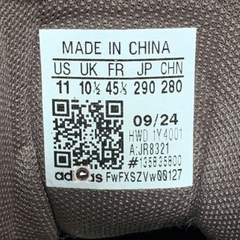 MADE IN CHINA
US UK FR JP CHN
11 10½ 45⅓ 290 280
09/24
HWD 1Y4001
A:JR8321
#135835800
adidas FwFXSZVw00127